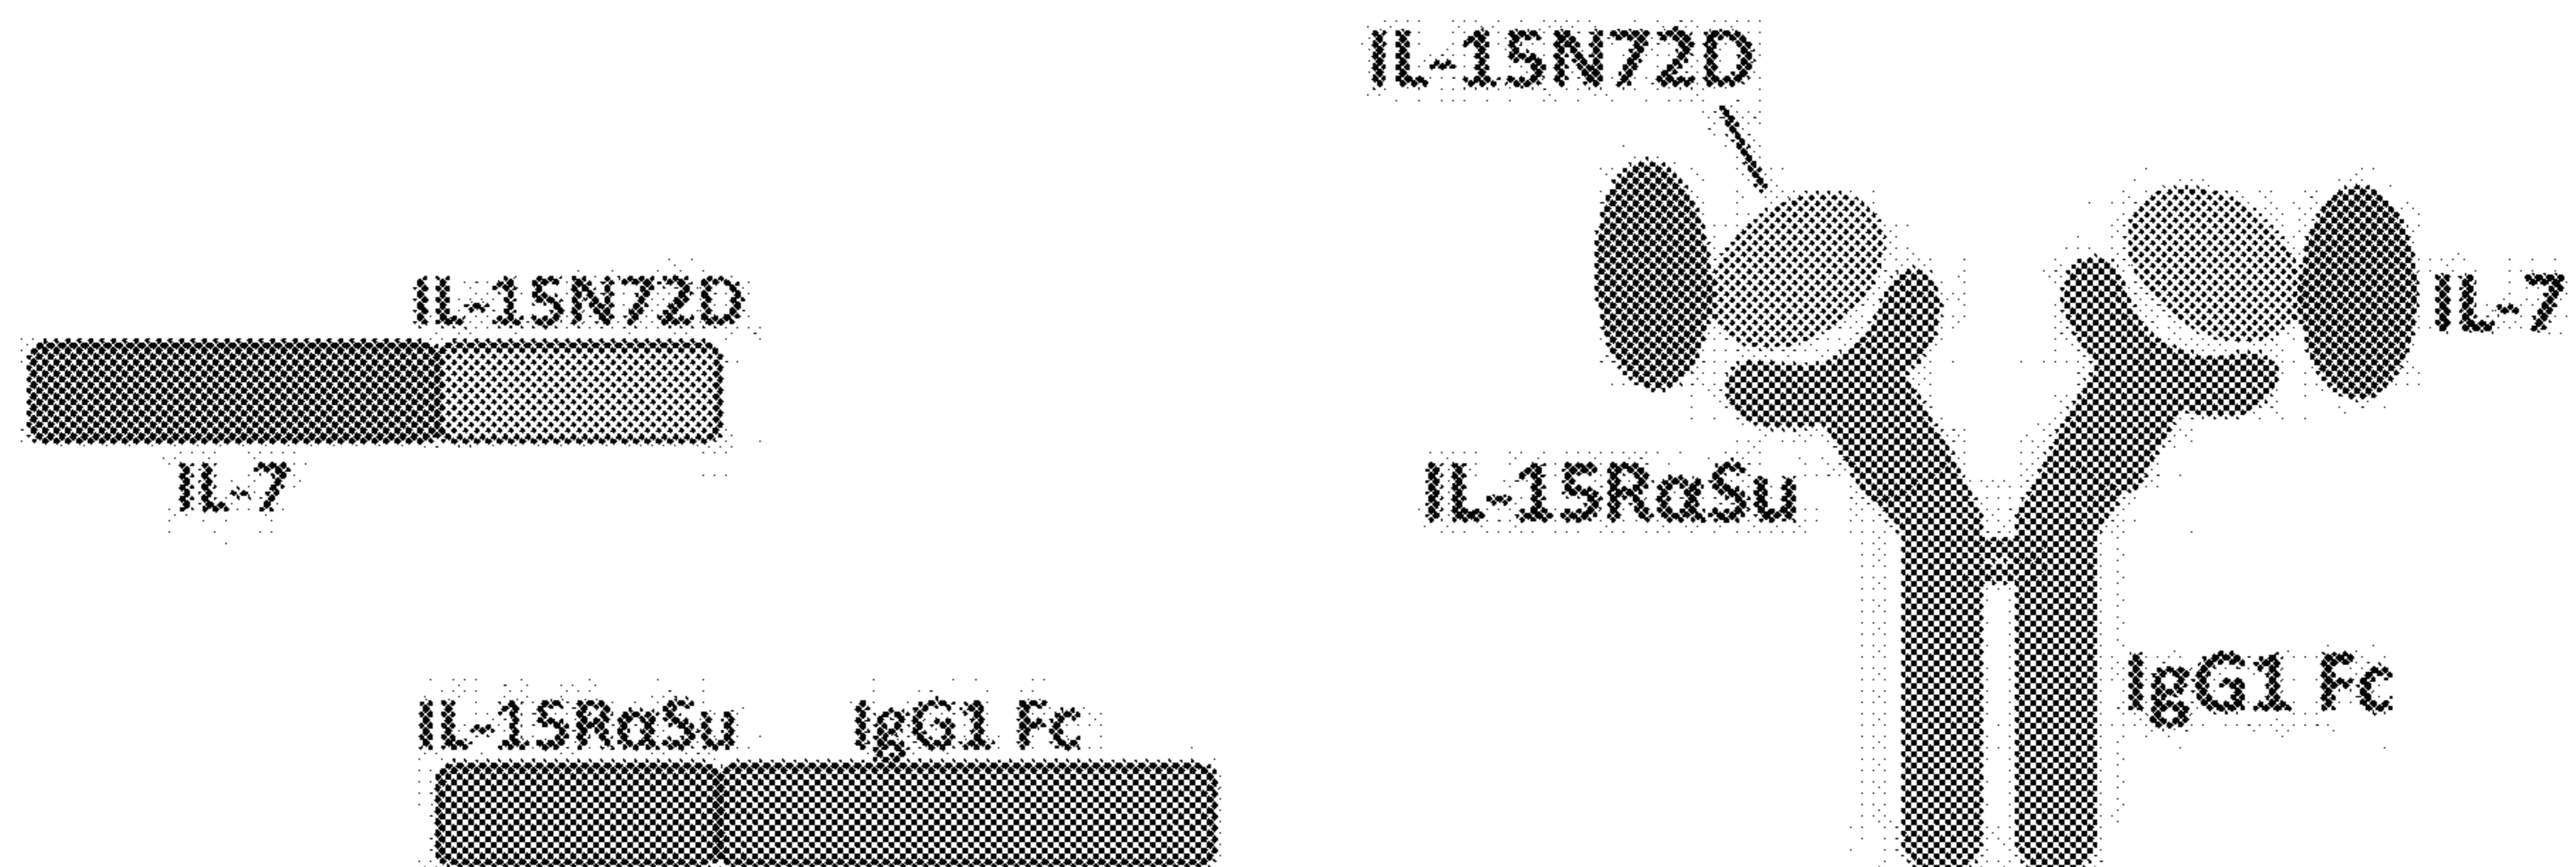 IL-15N72D
IL-7
IL-15RαSu IgG1 Fc
IL-15N72D
IL-7
IL-15RαSu
IgG1 Fc